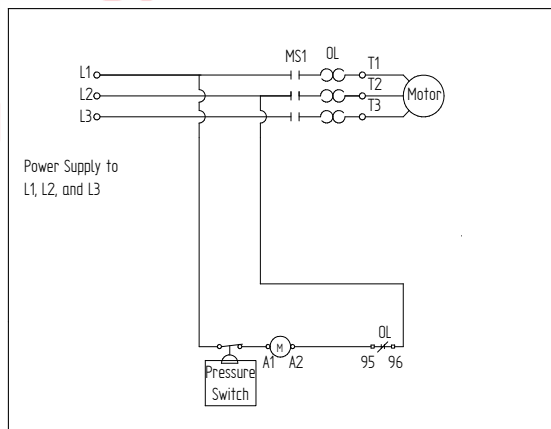 MS1 OL
L1 T1
L2 T2 Motor
L3 T3
Power Supply to
L1, L2, and L3
OL
M
A1 A2 95 96
Pressure
Switch